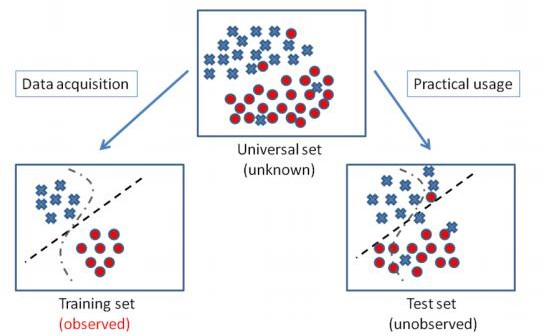 Data acquisition
Practical usage
Universal set
(unknown)
Training set
(observed)
Test set
(unobserved)